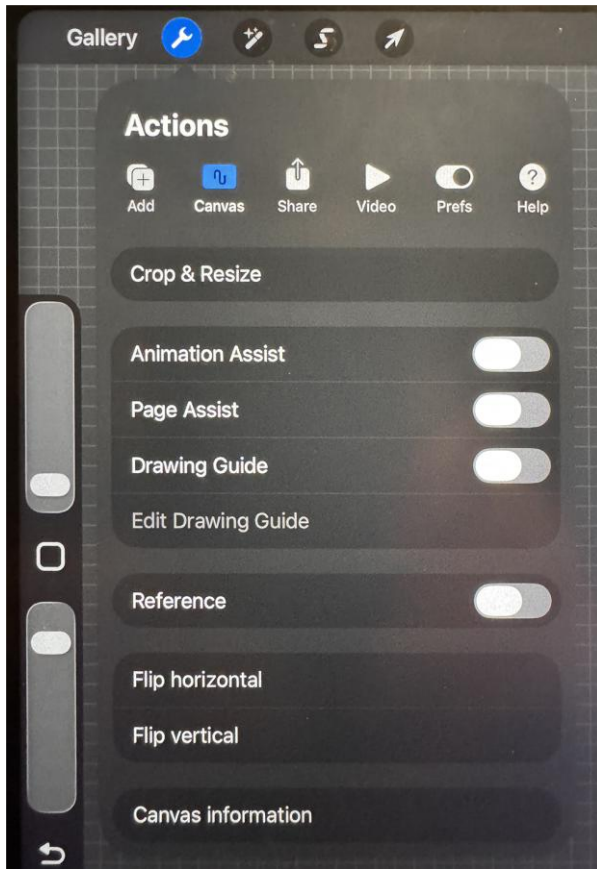 Gallery
Actions
Add Canvas Share Video Prefs Help
Crop & Resize
Animation Assist
Page Assist
Drawing Guide
Edit Drawing Guide
Reference
Flip horizontal
Flip vertical
Canvas information